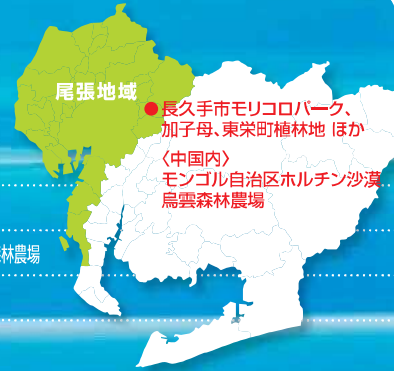 尾張地域
●長久手市モリコロパーク、
加子母、東栄町植林地 ほか
〈中国内〉
モンゴル自治区ホルチン沙漠
烏雲森林農場
林農場